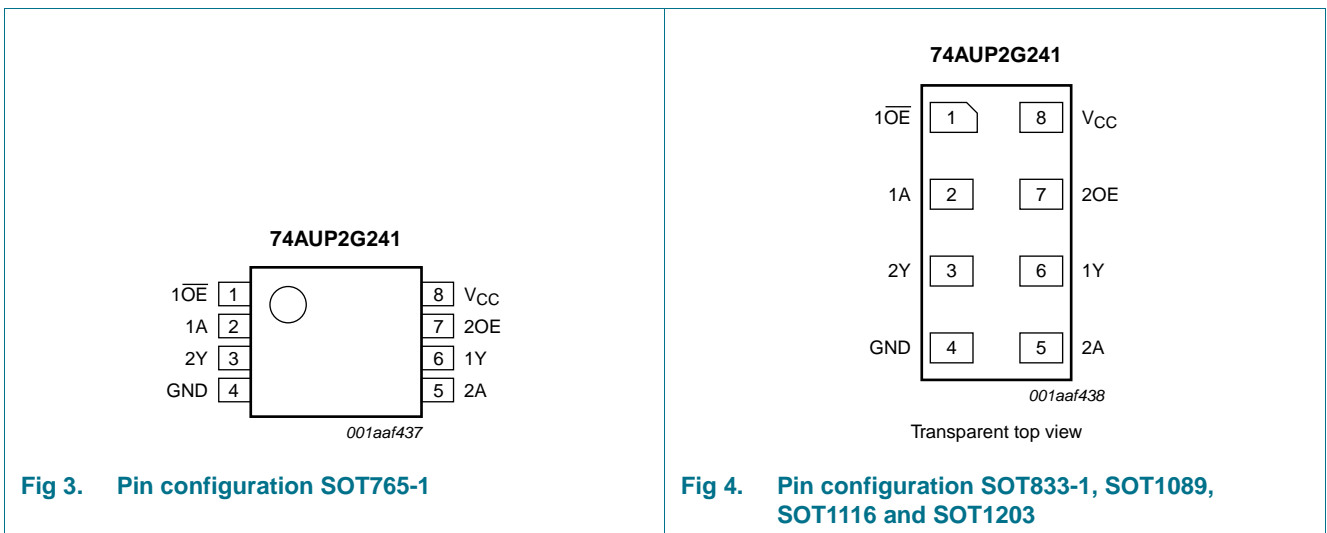 74AUP2G241
1O̅E̅ 1 8 VCC
1A 2 7 2OE
2Y 3 6 1Y
GND 4 5 2A
001aaf437
Fig 3. Pin configuration SOT765-1
74AUP2G241
1O̅E̅ 1 8 VCC
1A 2 7 2OE
2Y 3 6 1Y
GND 4 5 2A
001aaf438
Transparent top view
Fig 4. Pin configuration SOT833-1, SOT1089,
SOT1116 and SOT1203